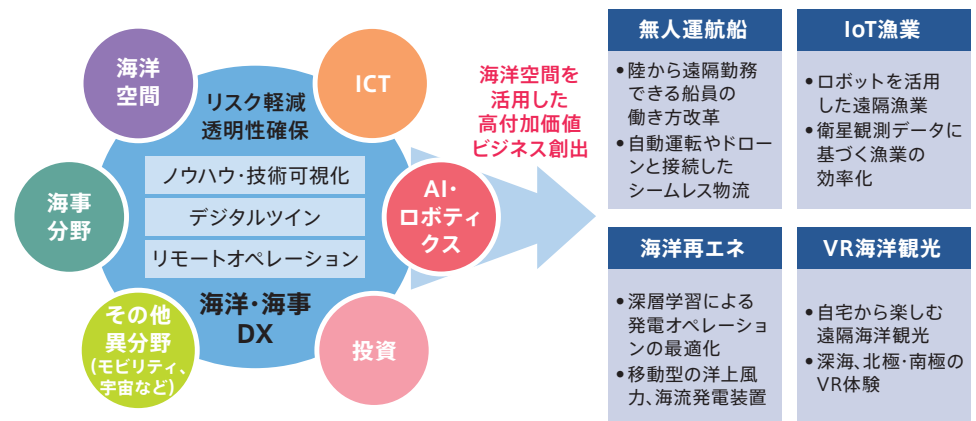 海洋
空間
ICT
海事
分野
AI・
ロボティ
クス
その他
異分野
(モビリティ、
宇宙など)
投資
リスク軽減
透明性確保
ノウハウ・技術可視化
デジタルツイン
リモートオペレーション
海洋・海事
DX
海洋空間を
活用した
高付加価値
ビジネス創出
無人運航船
•陸から遠隔勤務
できる船員の
働き方改革
•自動運転やドロー
ンと接続した
シームレス物流
IoT漁業
•ロボットを活用
した遠隔漁業
•衛星観測データに
基づく漁業の
効率化
海洋再エネ
•深層学習による
発電オペレーショ
ンの最適化
•移動型の洋上風
力、海流発電装置
VR海洋観光
•自宅から楽しむ
遠隔海洋観光
•深海、北極・南極の
VR体験